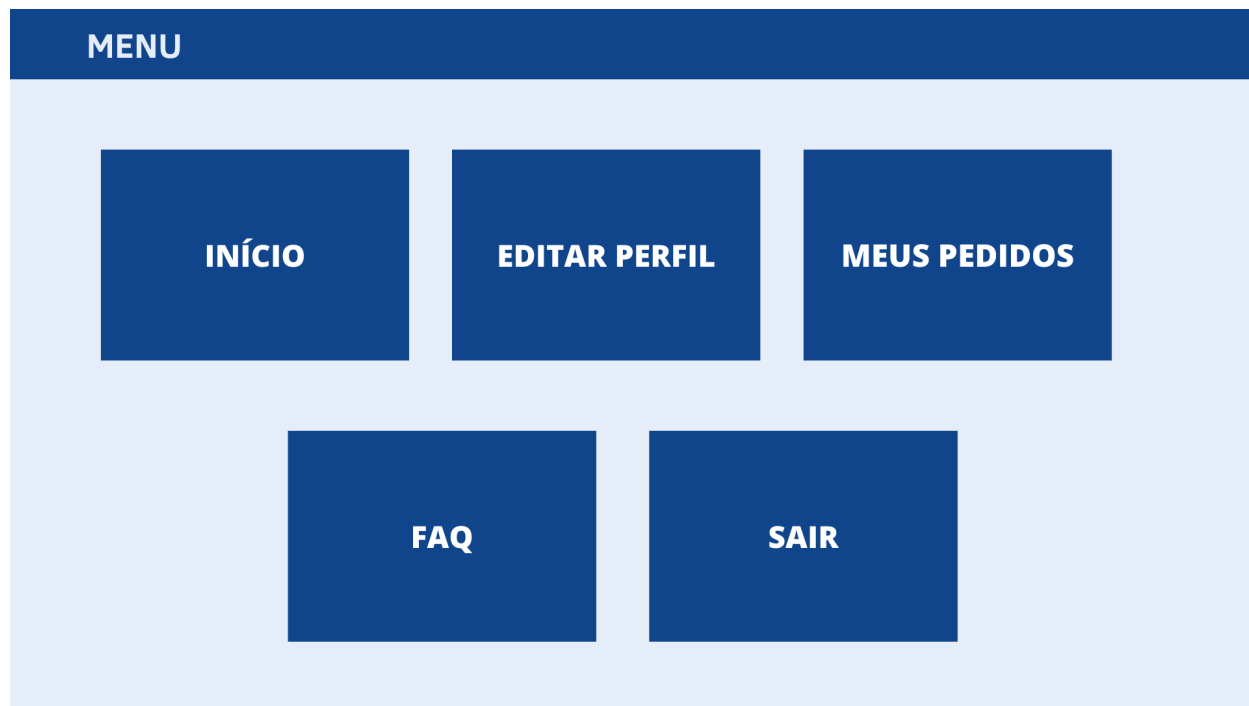 MENU
INÍCIO
EDITAR PERFIL
MEUS PEDIDOS
FAQ
SAIR